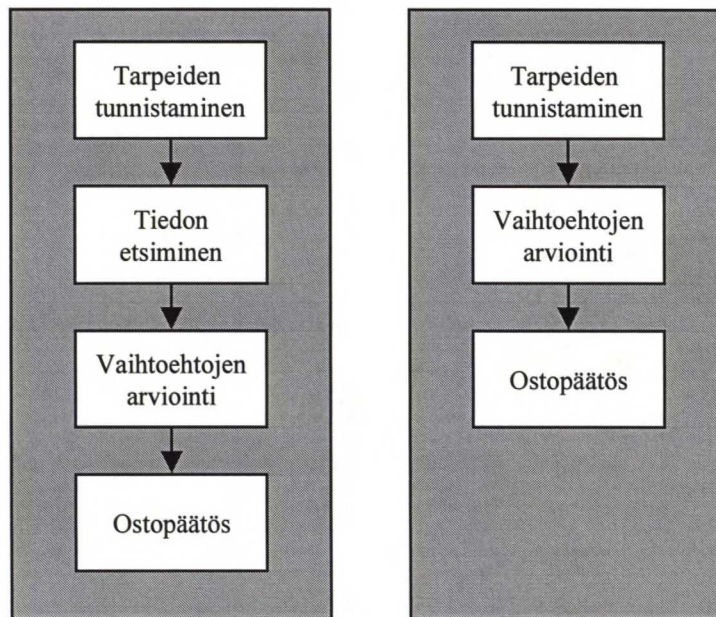 Tarpeiden
tunnistaminen
Tiedon
etsiminen
Vaihtoehtojen
arviointi
Ostopäätös
Tarpeiden
tunnistaminen
Vaihtoehtojen
arviointi
Ostopäätös